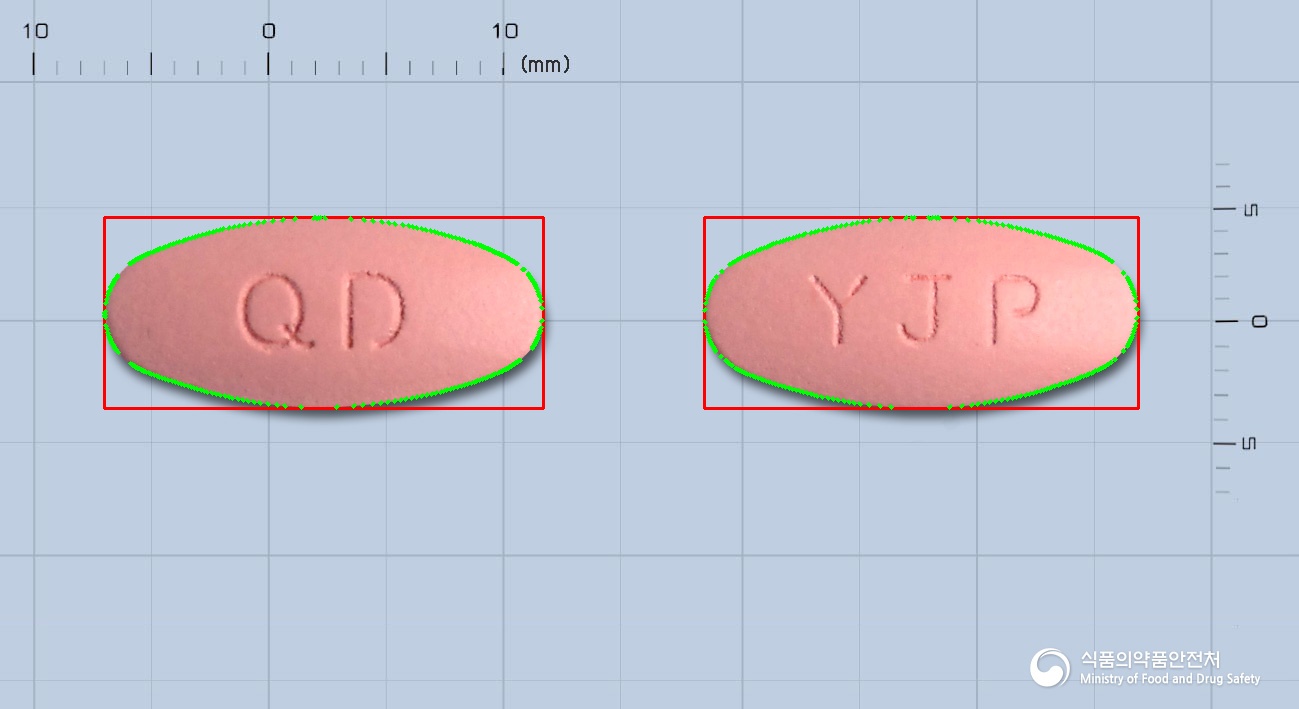 10 0 10
(mm)
QD YJP
5
0
5
식품의약품안전처
Ministry of Food and Drug Safety